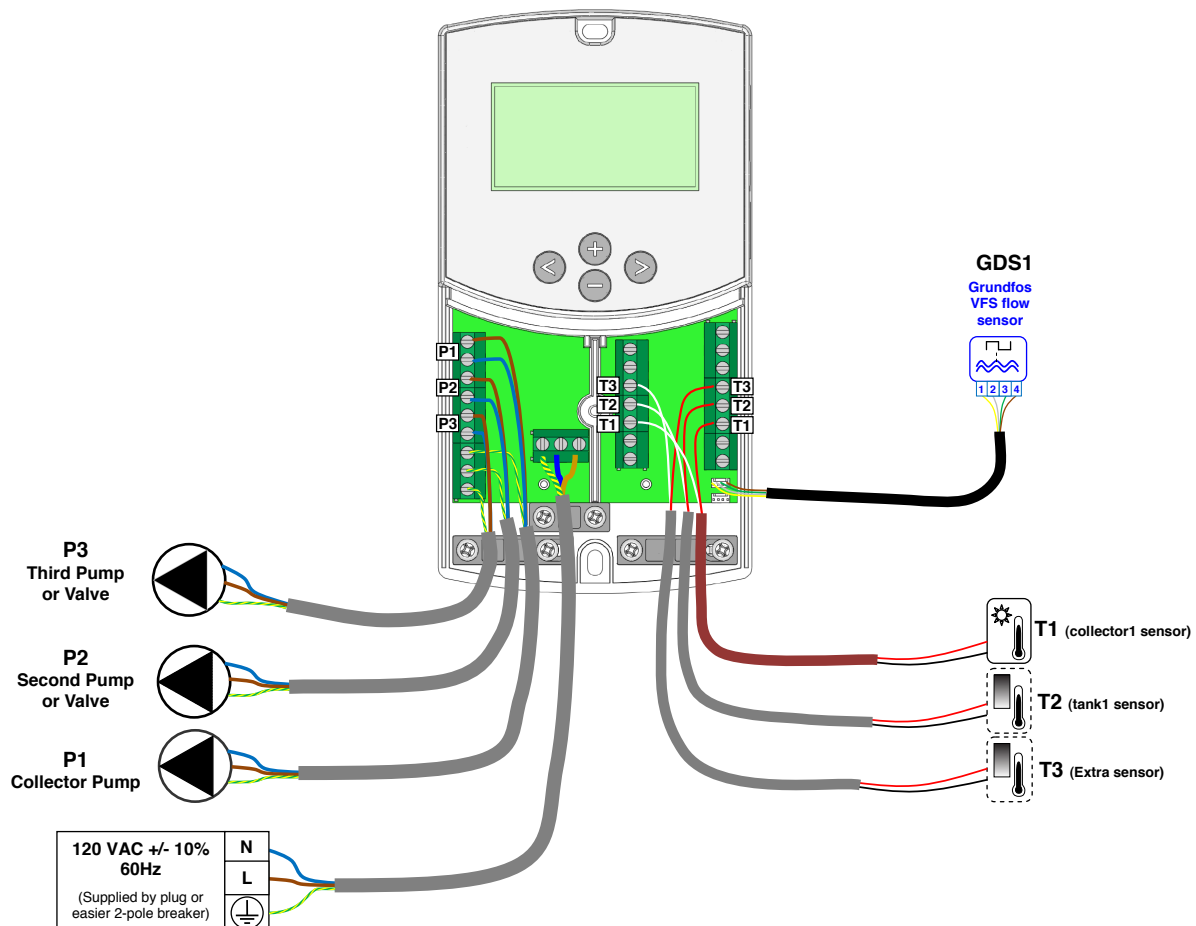 GDS1
Grundfos
VFS flow
sensor
1 2 3 4
P1
P2
P3
T3
T2
T1
T3
T2
T1
P3
Third Pump
or Valve
P2
Second Pump
or Valve
P1
Collector Pump
T1 (collector1 sensor)
T2 (tank1 sensor)
T3 (Extra sensor)
120 VAC +/- 10%
60Hz
(Supplied by plug or
easier 2-pole breaker)
N
L